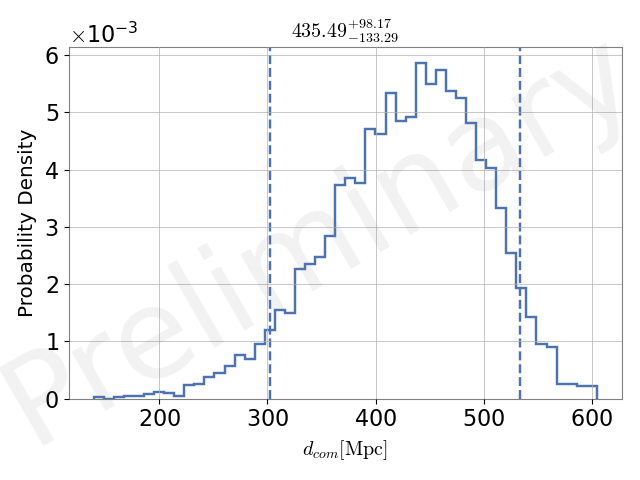 ×10⁻³
435.49^{+98.17}_{-133.29}
6
5
4
3
2
1
0
Probability Density
200 300 400 500 600
d_{com}[Mpc]
Preliminary